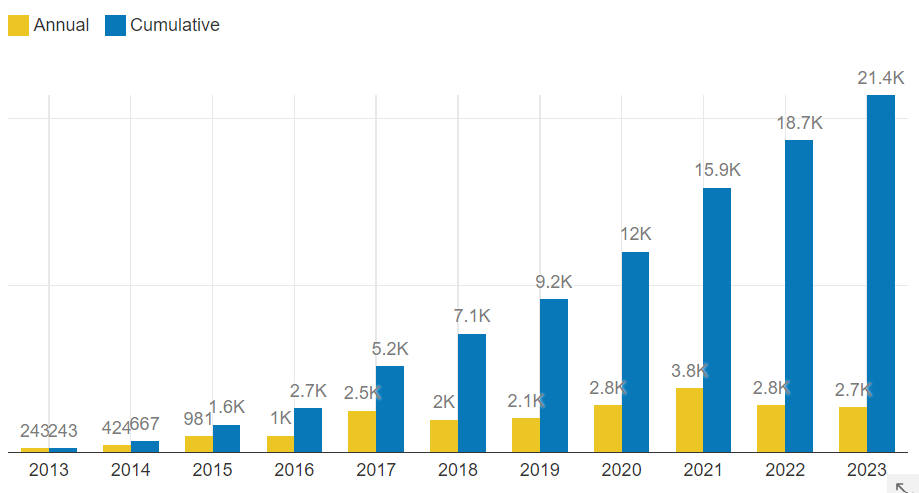 Annual Cumulative
21.4K
18.7K
15.9K
12K
9.2K
7.1K
5.2K
3.8K
2.7K 2.5K 2.8K 2.8K 2.7K
1.6K 2K 2.1K
243 243 424 667 981 1K
2013 2014 2015 2016 2017 2018 2019 2020 2021 2022 2023